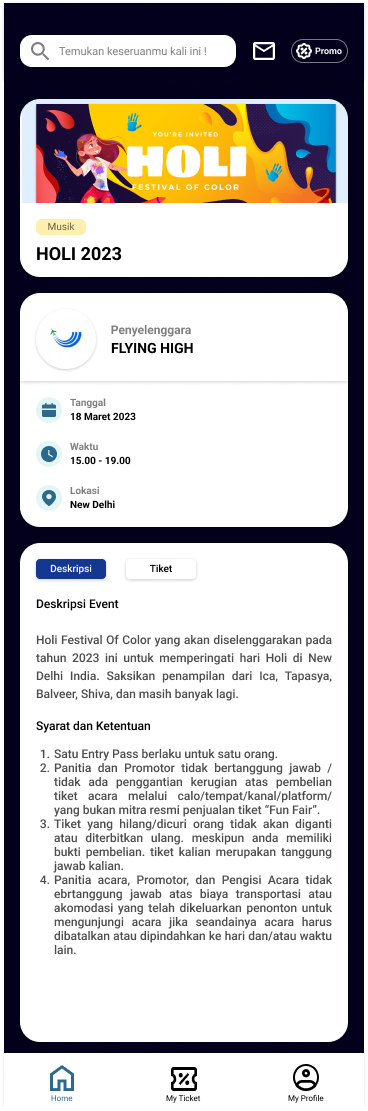 Temukan keseruanmu kali ini !
Promo
YOU'RE INVITED
HOLI
FESTIVAL OF COLOR
Musik
HOLI 2023
Penyelenggara
FLYING HIGH
Tanggal
18 Maret 2023
Waktu
15.00 - 19.00
Lokasi
New Delhi
Deskripsi
Tiket
Deskripsi Event
Holi Festival Of Color yang akan diselenggarakan pada
tahun 2023 ini untuk memperingati hari Holi di New
Delhi India. Saksikan penampilan dari Ica, Tapasya,
Balveer, Shiva, dan masih banyak lagi.
Syarat dan Ketentuan
1. Satu Entry Pass berlaku untuk satu orang.
2. Panitia dan Promotor tidak bertanggung jawab /
tidak ada penggantian kerugian atas pembelian
tiket acara melalui calo/tempat/kanal/platform/
yang bukan mitra resmi penjualan tiket “Fun Fair”.
3. Tiket yang hilang/dicuri orang tidak akan diganti
atau diterbitkan ulang. meskipun anda memiliki
bukti pembelian. tiket kalian merupakan tanggung
jawab kalian.
4. Panitia acara, Promotor, dan Pengisi Acara tidak
ebrtanggung jawab atas biaya transportasi atau
akomodasi yang telah dikeluarkan penonton untuk
mengunjungi acara jika seandainya acara harus
dibatalkan atau dipindahkan ke hari dan/atau waktu
lain.
Home
My Ticket
My Profile